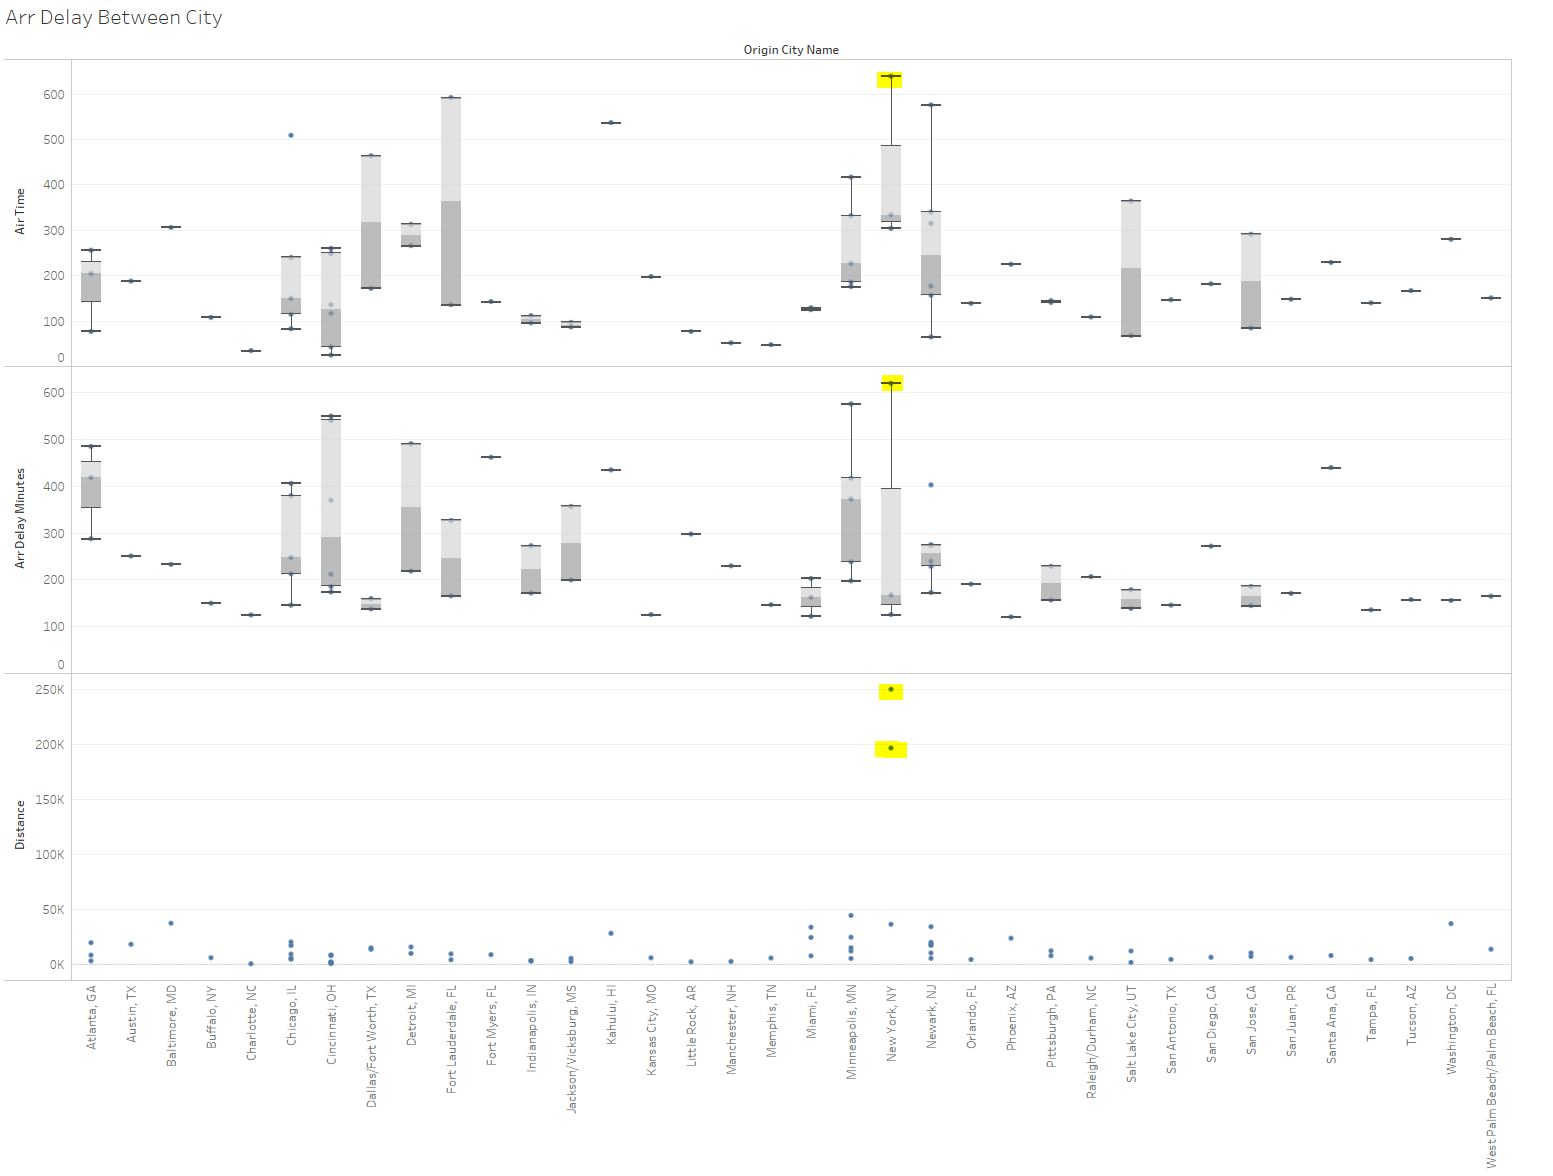 Arr Delay Between City
Origin City Name
Air Time
600
500
400
300
200
100
0
Arr Delay Minutes
600
500
400
300
200
100
0
Distance
250K
200K
150K
100K
50K
0K
Atlanta, GA
Austin, TX
Baltimore, MD
Buffalo, NY
Charlotte, NC
Chicago, IL
Cincinnati, OH
Dallas/Fort Worth, TX
Detroit, MI
Fort Lauderdale, FL
Fort Myers, FL
Indianapolis, IN
Jackson/Vicksburg, MS
Kahului, HI
Kansas City, MO
Little Rock, AR
Manchester, NH
Memphis, TN
Miami, FL
Minneapolis, MN
New York, NY
Newark, NJ
Orlando, FL
Phoenix, AZ
Pittsburgh, PA
Raleigh/Durham, NC
Salt Lake City, UT
San Antonio, TX
San Diego, CA
San Jose, CA
San Juan, PR
Santa Ana, CA
Tampa, FL
Tucson, AZ
Washington, DC
West Palm Beach/Palm Beach, FL